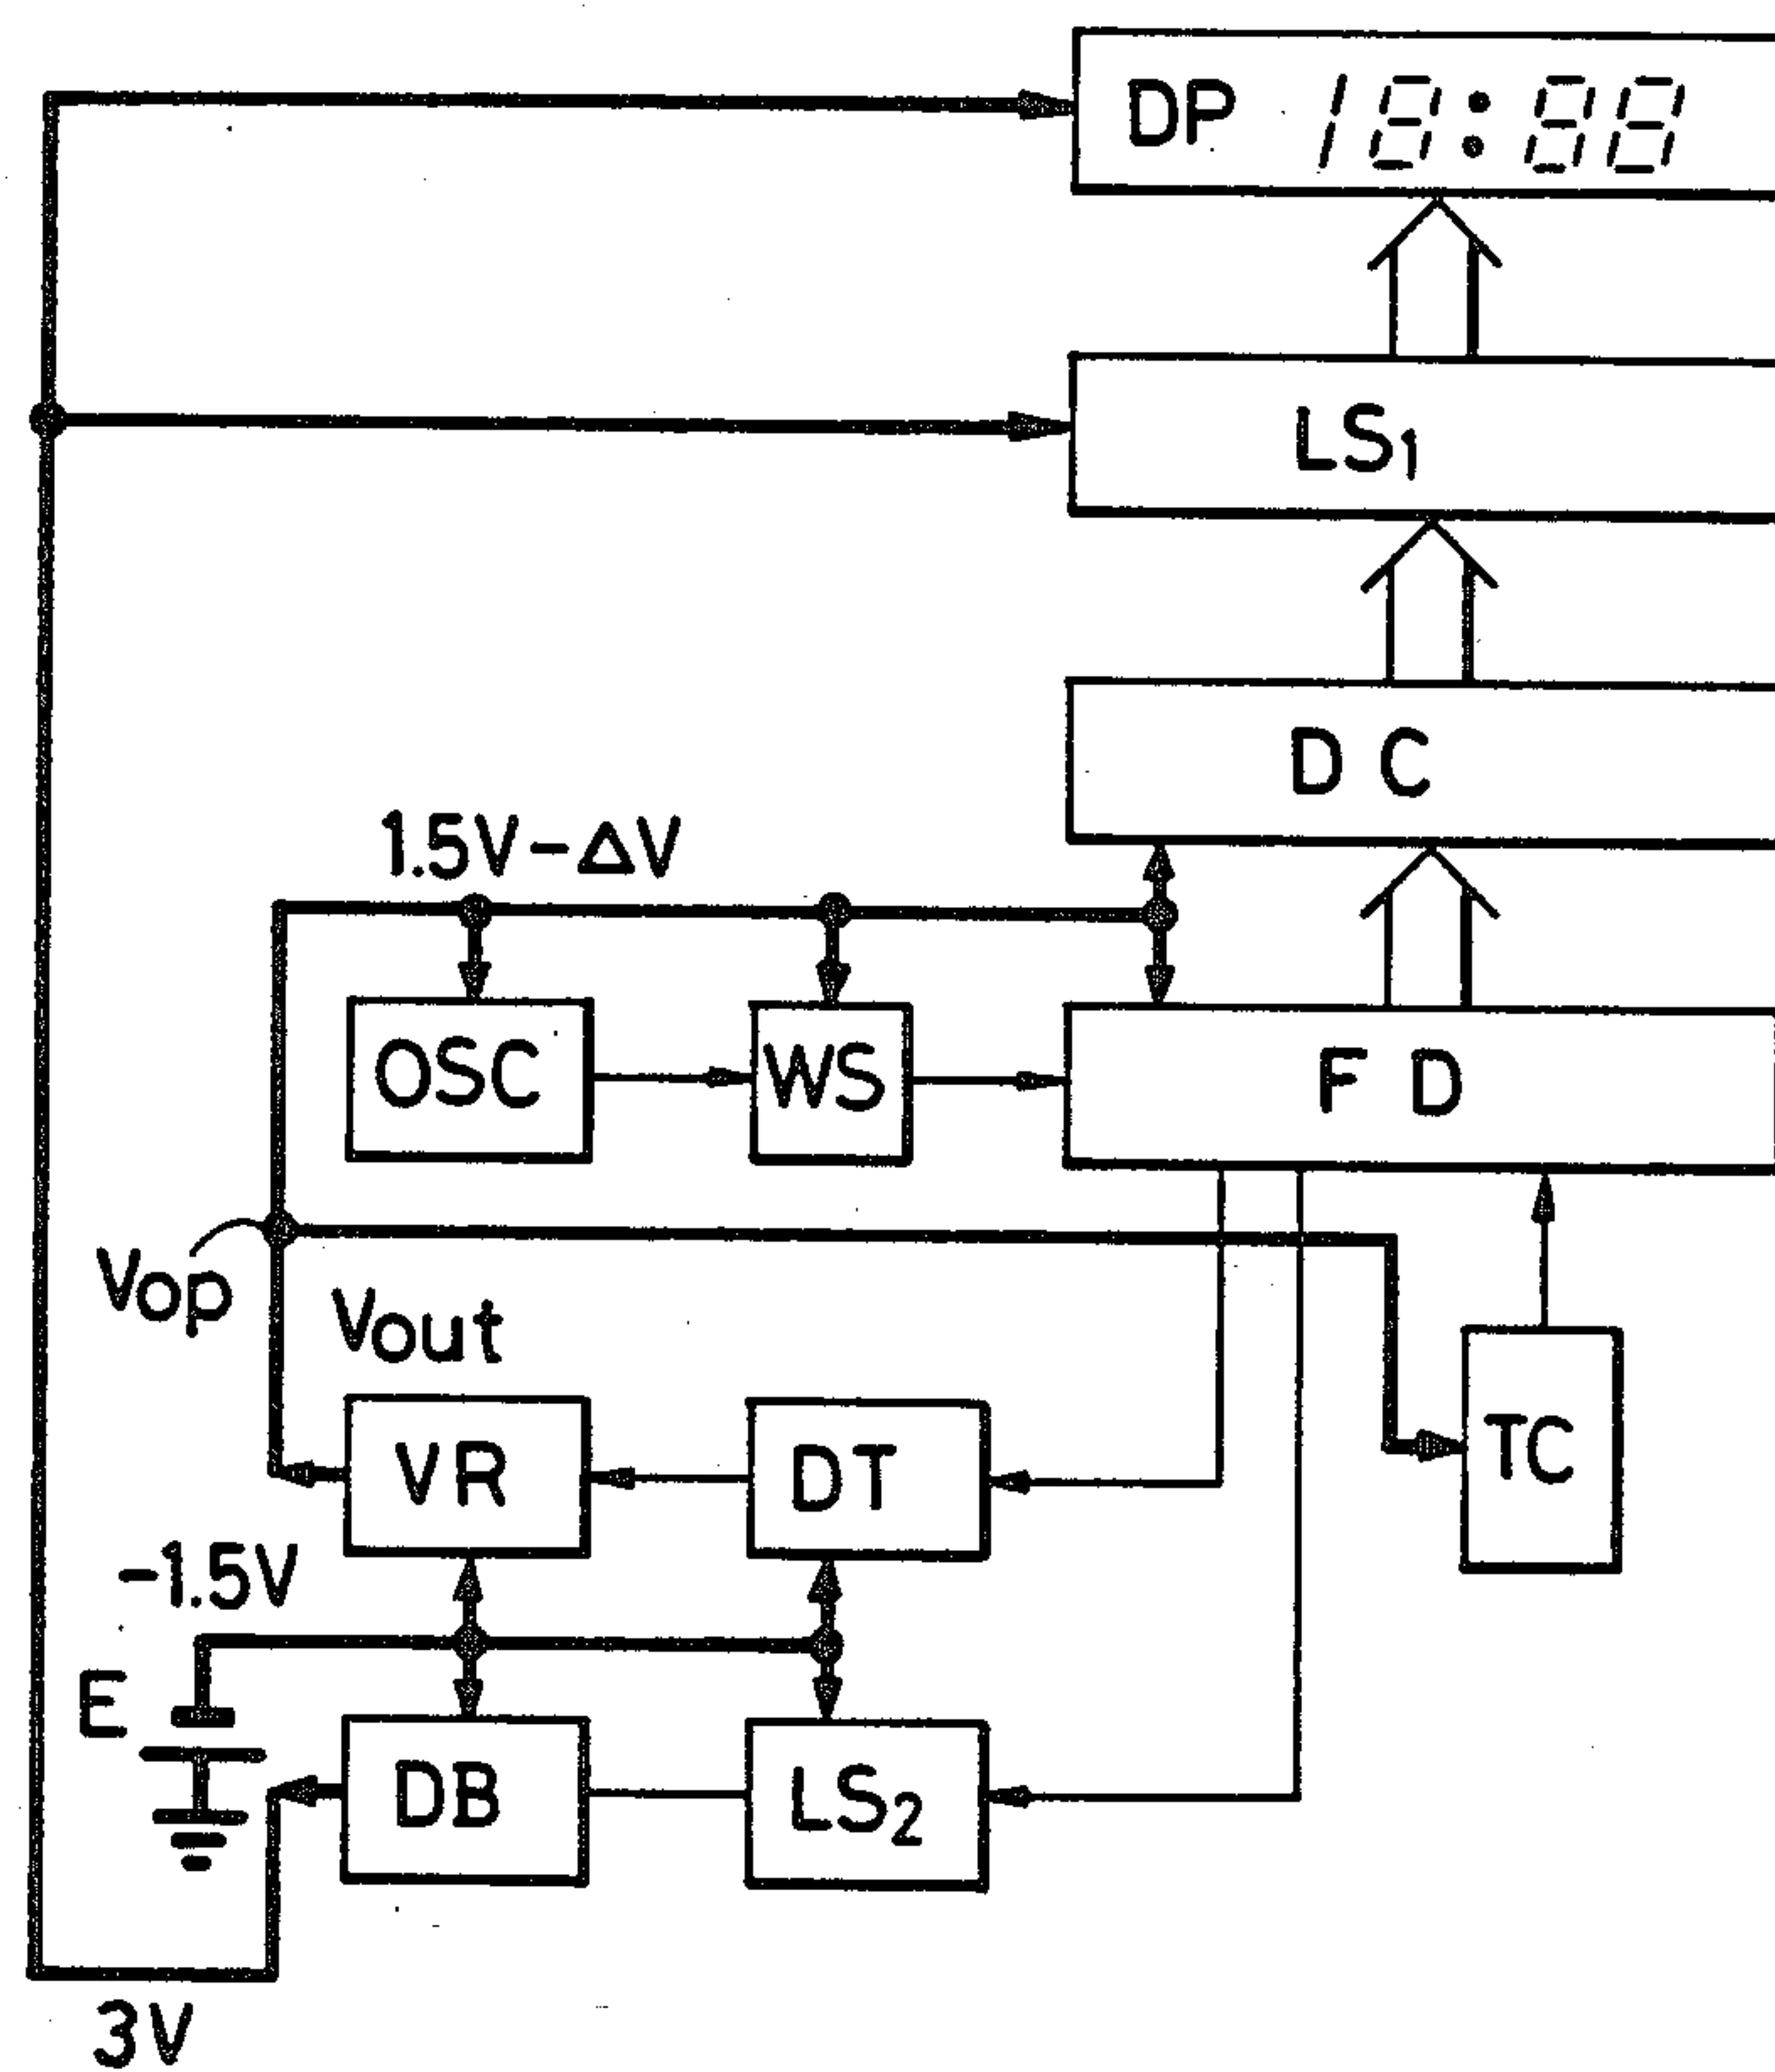 DP 18:88
LS1
DC
1.5V-ΔV
OSC
WS
FD
Vop
Vout
VR
DT
TC
-1.5V
E
DB
LS2
3V